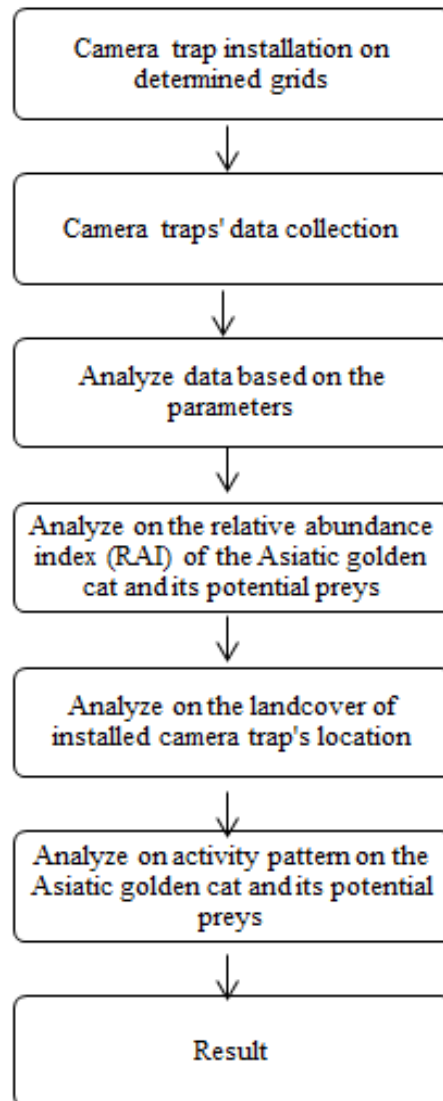 Camera trap installation on
determined grids
Camera traps' data collection
Analyze data based on the
parameters
Analyze on the relative abundance
index (RAI) of the Asiatic golden
cat and its potential preys
Analyze on the landcover of
installed camera trap's location
Analyze on activity pattern on the
Asiatic golden cat and its potential
preys
Result